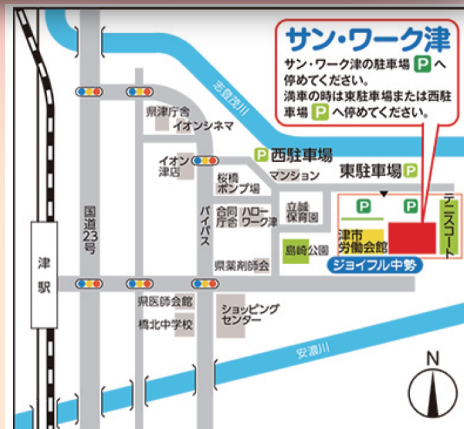 サン・ワーク津
サン・ワーク津の駐車場 P へ
停めてください。
満車の時は東駐車場または西駐
車場 P へ停めてください。
志登茂川
県津庁舎
イオンシネマ
イオン
津店
P 西駐車場
マンション
東駐車場 P
桜橋
ポンプ場
合同
庁舎
ハロー
ワーク津
立誠
保育園
P
P
テニスコート
津市
労働会館
島崎公園
ジョイフル中勢
国道23号
バイパス
県薬剤師会
津駅
県医師会館
橋北中学校
ショッピング
センター
安濃川
N